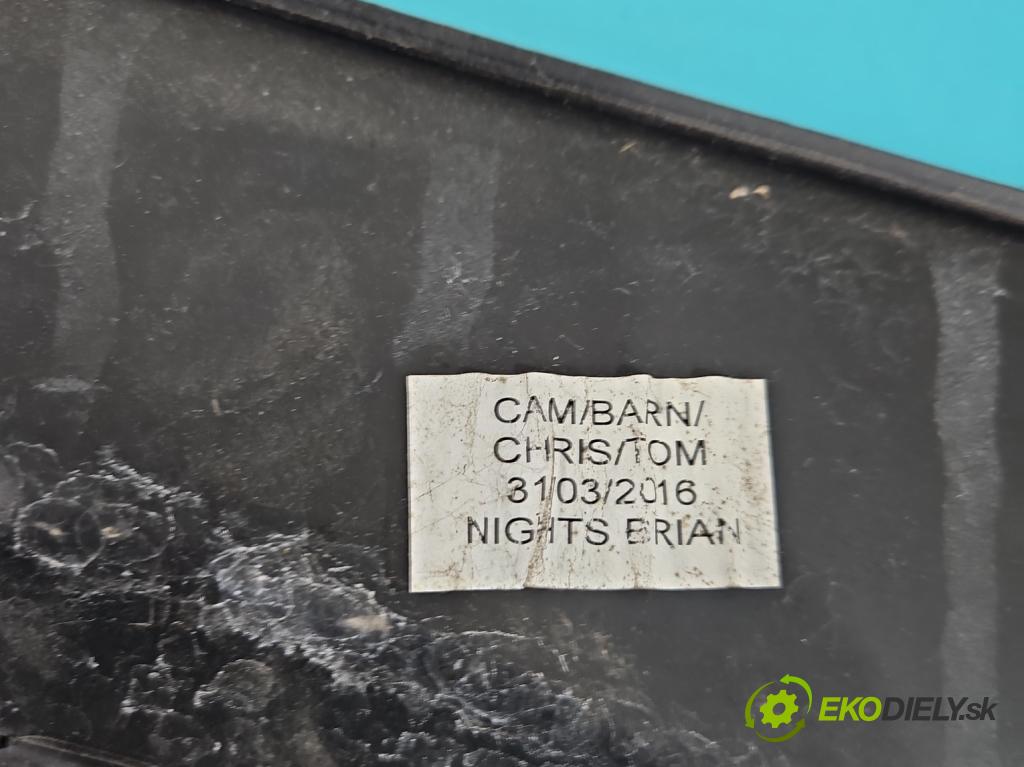 CAM/BARN/
CHRIS/TOM
31/03/2016
NIGHTS BRIAN
EKODIELY.sk